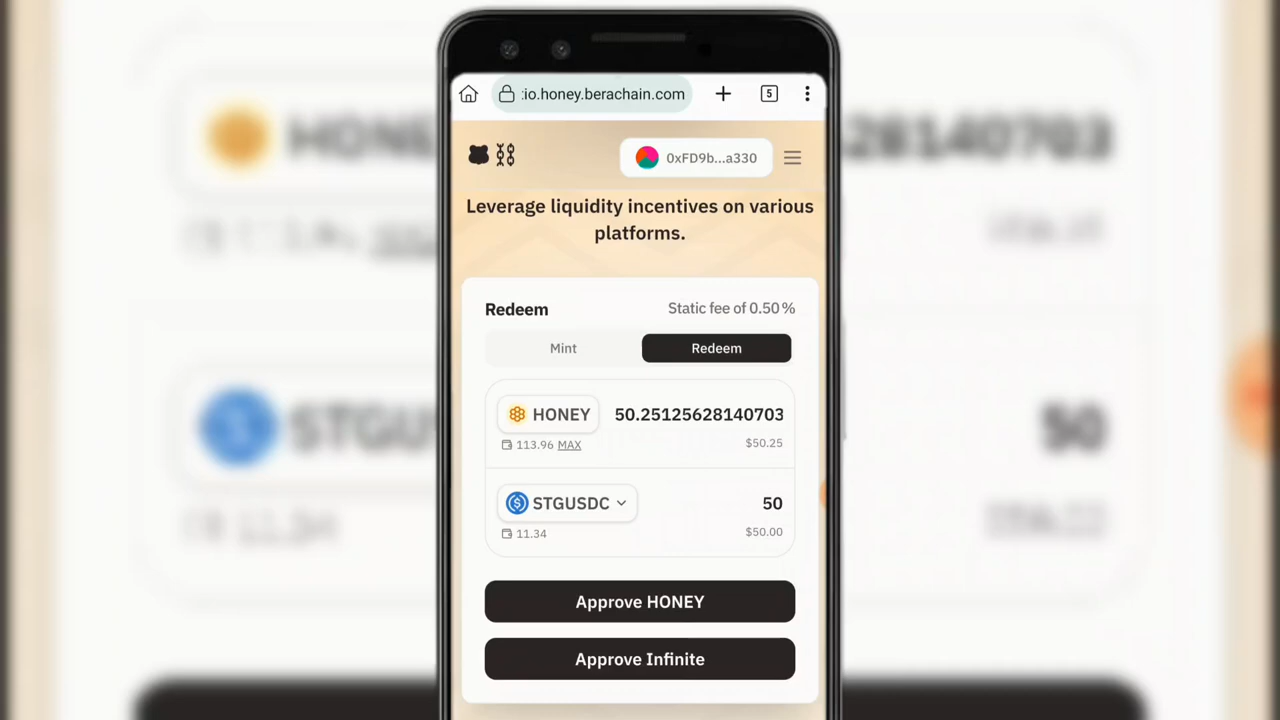 :io.honey.berachain.com
5
0xFD9b...a330
Leverage liquidity incentives on various
platforms.
Redeem
Static fee of 0.50%
Mint
Redeem
HONEY
50.25125628140703
113.96 MAX
$50.25
STGUSDC
50
11.34
$50.00
Approve HONEY
Approve Infinite